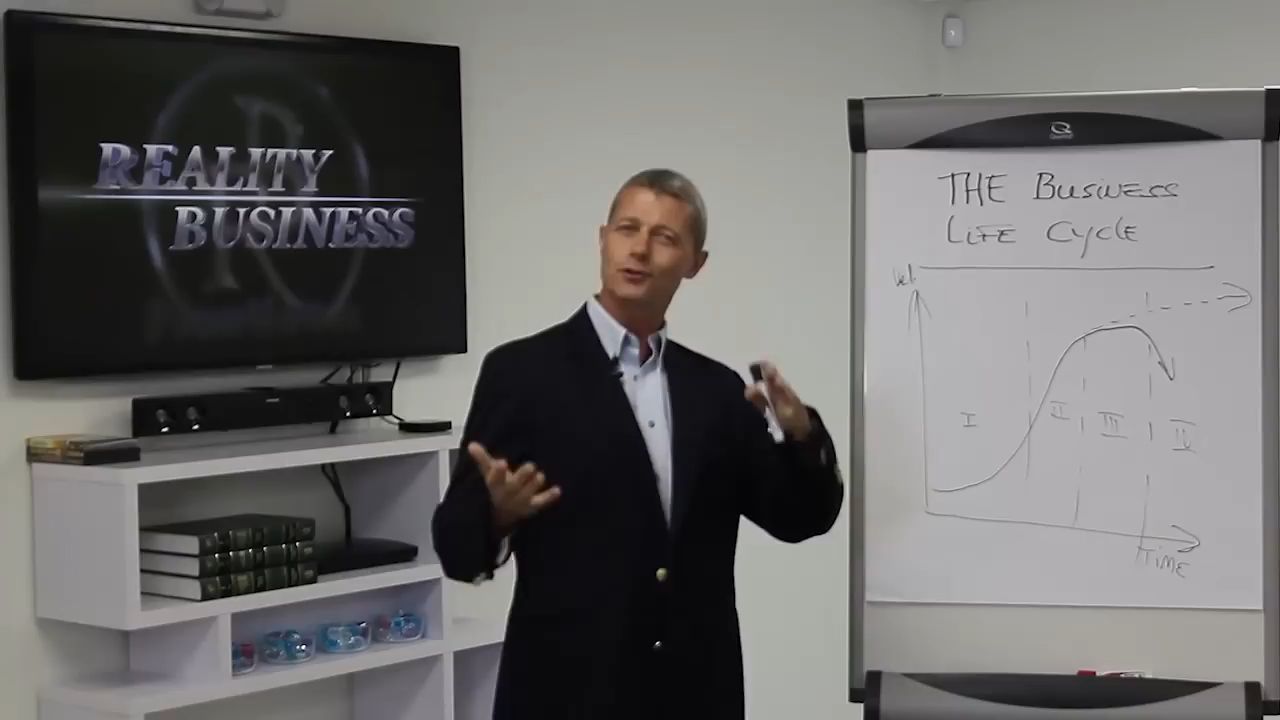 REALITY
BUSINESS
THE BUSINESS
LIFE CYCLE
I
II
III
IV
TIME